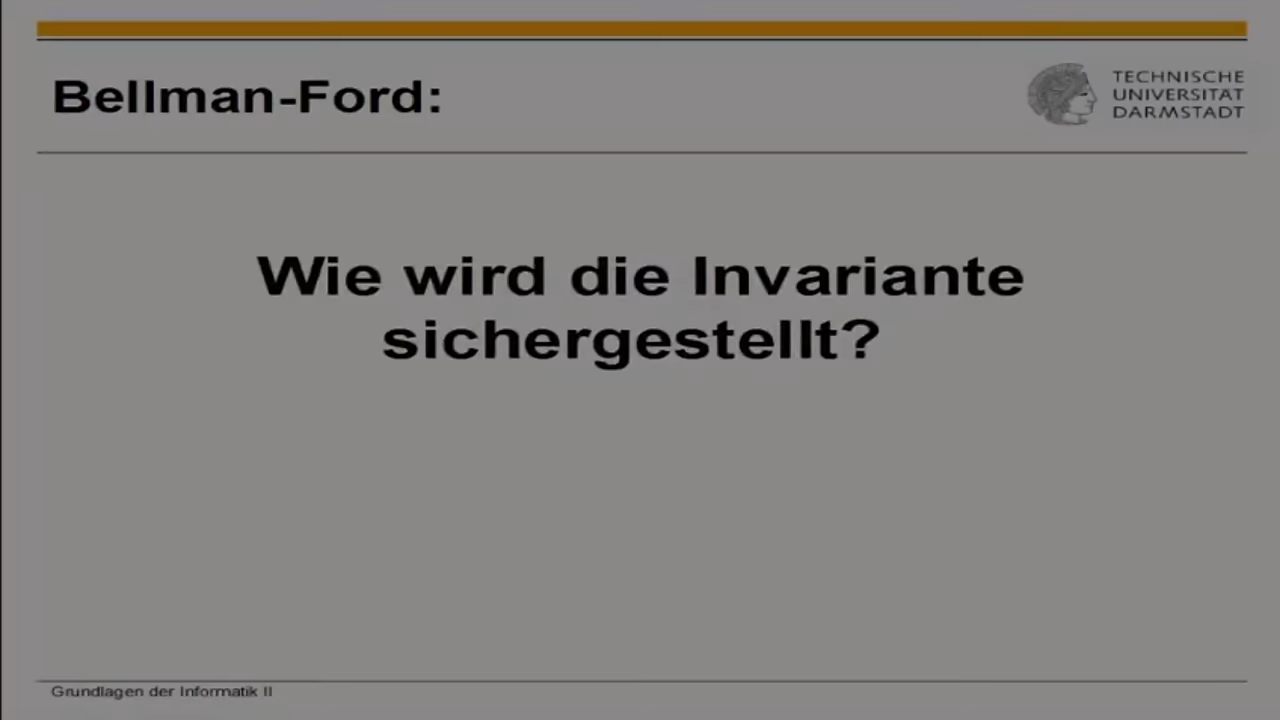 Bellman-Ford:
TECHNISCHE
UNIVERSITÄT
DARMSTADT
Wie wird die Invariante
sichergestellt?
Grundlagen der Informatik II